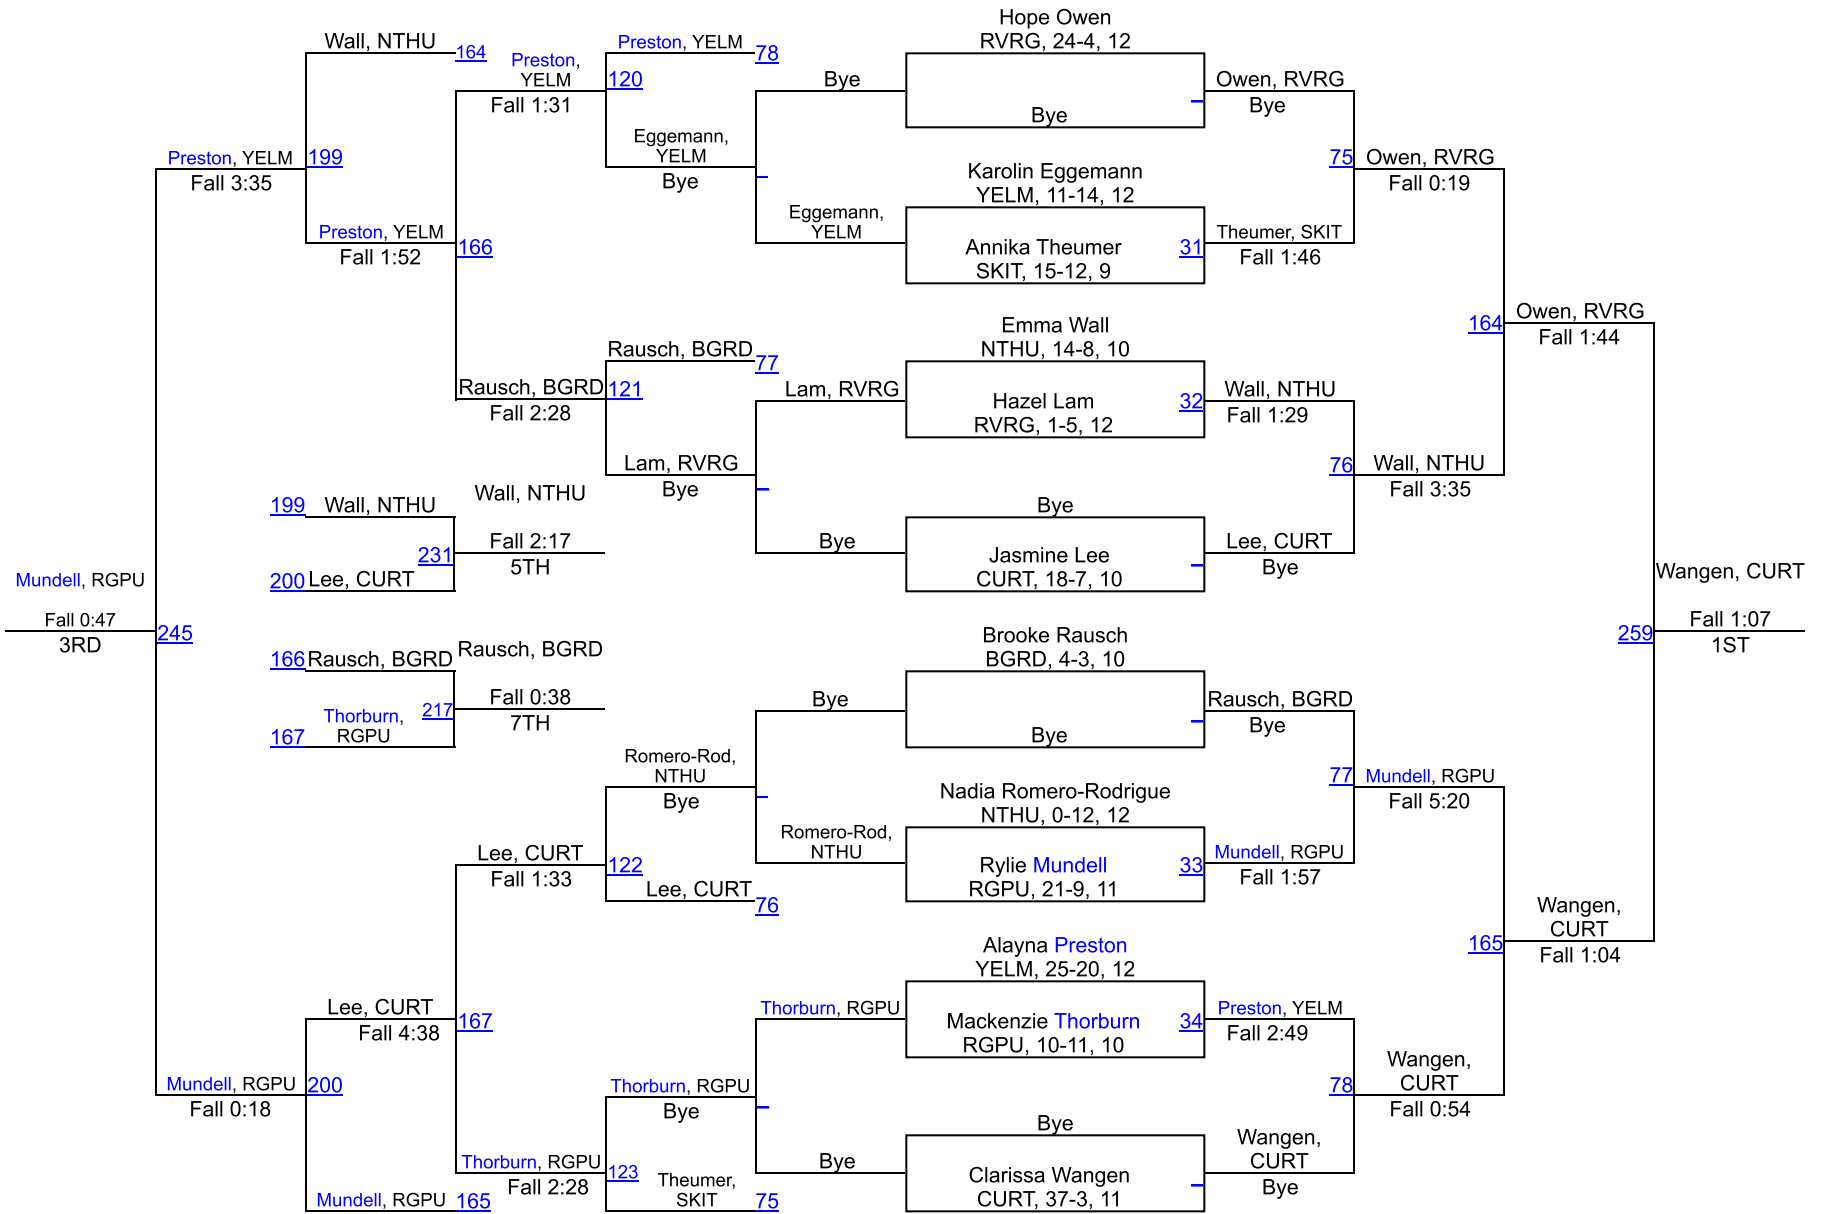 Hope Owen
RVRG, 24-4, 12
Wall, NTHU
164
Preston,
YELM
Fall 1:31
Preston, YELM
78
120
Bye
Bye
Owen, RVRG
Bye
Eggemann,
YELM
Bye
Preston, YELM
199
Fall 3:35
Karolin Eggemann
YELM, 11-14, 12
75
Owen, RVRG
Fall 0:19
Eggemann,
YELM
Annika Theumer
SKIT, 15-12, 9
31
Theumer, SKIT
Fall 1:46
Preston, YELM
Fall 1:52
166
Emma Wall
NTHU, 14-8, 10
164
Owen, RVRG
Fall 1:44
Rausch, BGRD
77
Rausch, BGRD
Fall 2:28
121
Lam, RVRG
Hazel Lam
RVRG, 1-5, 12
32
Wall, NTHU
Fall 1:29
Lam, RVRG
Bye
76
Wall, NTHU
Fall 3:35
199
Wall, NTHU
Wall, NTHU
231
Fall 2:17
5TH
200
Lee, CURT
Bye
Bye
Jasmine Lee
CURT, 18-7, 10
Lee, CURT
Bye
Mundell, RGPU
Fall 0:47
3RD
245
Wangen, CURT
259
Fall 1:07
1ST
166
Rausch, BGRD
Rausch, BGRD
217
Fall 0:38
7TH
167
Thorburn,
RGPU
Brooke Rausch
BGRD, 4-3, 10
Bye
Bye
Rausch, BGRD
Bye
Romero-Rod,
NTHU
Bye
77
Mundell, RGPU
Fall 5:20
Nadia Romero-Rodrigue
NTHU, 0-12, 12
Romero-Rod,
NTHU
Rylie Mundell
RGPU, 21-9, 11
33
Mundell, RGPU
Fall 1:57
Lee, CURT
Fall 1:33
122
Lee, CURT
76
Wangen,
CURT
165
Fall 1:04
Alayna Preston
YELM, 25-20, 12
Lee, CURT
Fall 4:38
167
Thorburn, RGPU
Mackenzie Thorburn
RGPU, 10-11, 10
34
Preston, YELM
Fall 2:49
Mundell, RGPU
200
Fall 0:18
Thorburn, RGPU
Bye
78
Wangen,
CURT
Fall 0:54
Bye
Bye
Clarissa Wangen
CURT, 37-3, 11
Wangen,
CURT
Bye
Thorburn, RGPU
Fall 2:28
123
Theumer,
SKIT
75
Mundell, RGPU
165